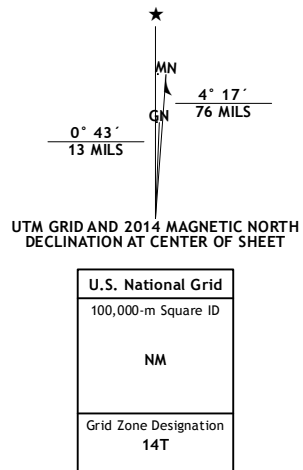 ★
MN
4° 17´
76 MILS
GN
0° 43´
13 MILS
UTM GRID AND 2014 MAGNETIC NORTH
DECLINATION AT CENTER OF SHEET
U.S. National Grid
100,000-m Square ID
NM
Grid Zone Designation
14T